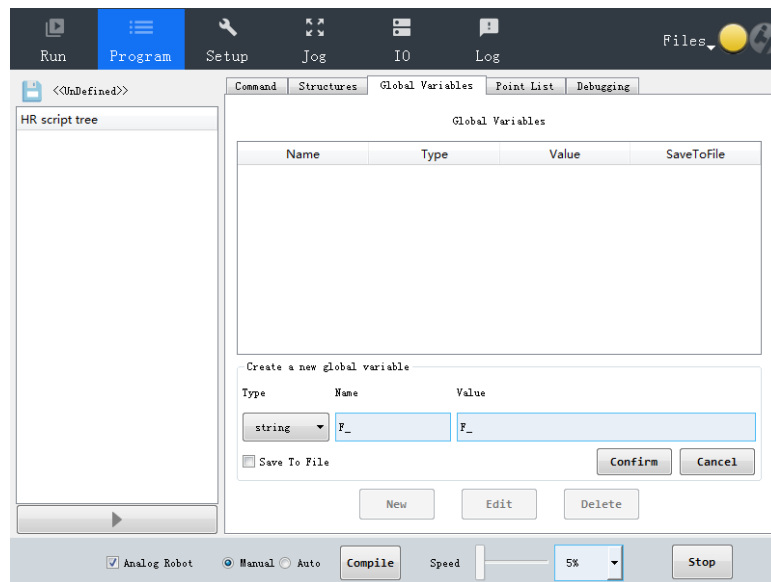 Run Program Setup Jog IO Log Files
<<UnDefined>>
Command Structures Global Variables Point List Debugging
HR script tree
Global Variables
Name Type Value SaveToFile
Create a new global variable
Type Name Value
string F_ F_
Save To File Confirm Cancel
New Edit Delete
Analog Robot Manual Auto Compile Speed 5% Stop